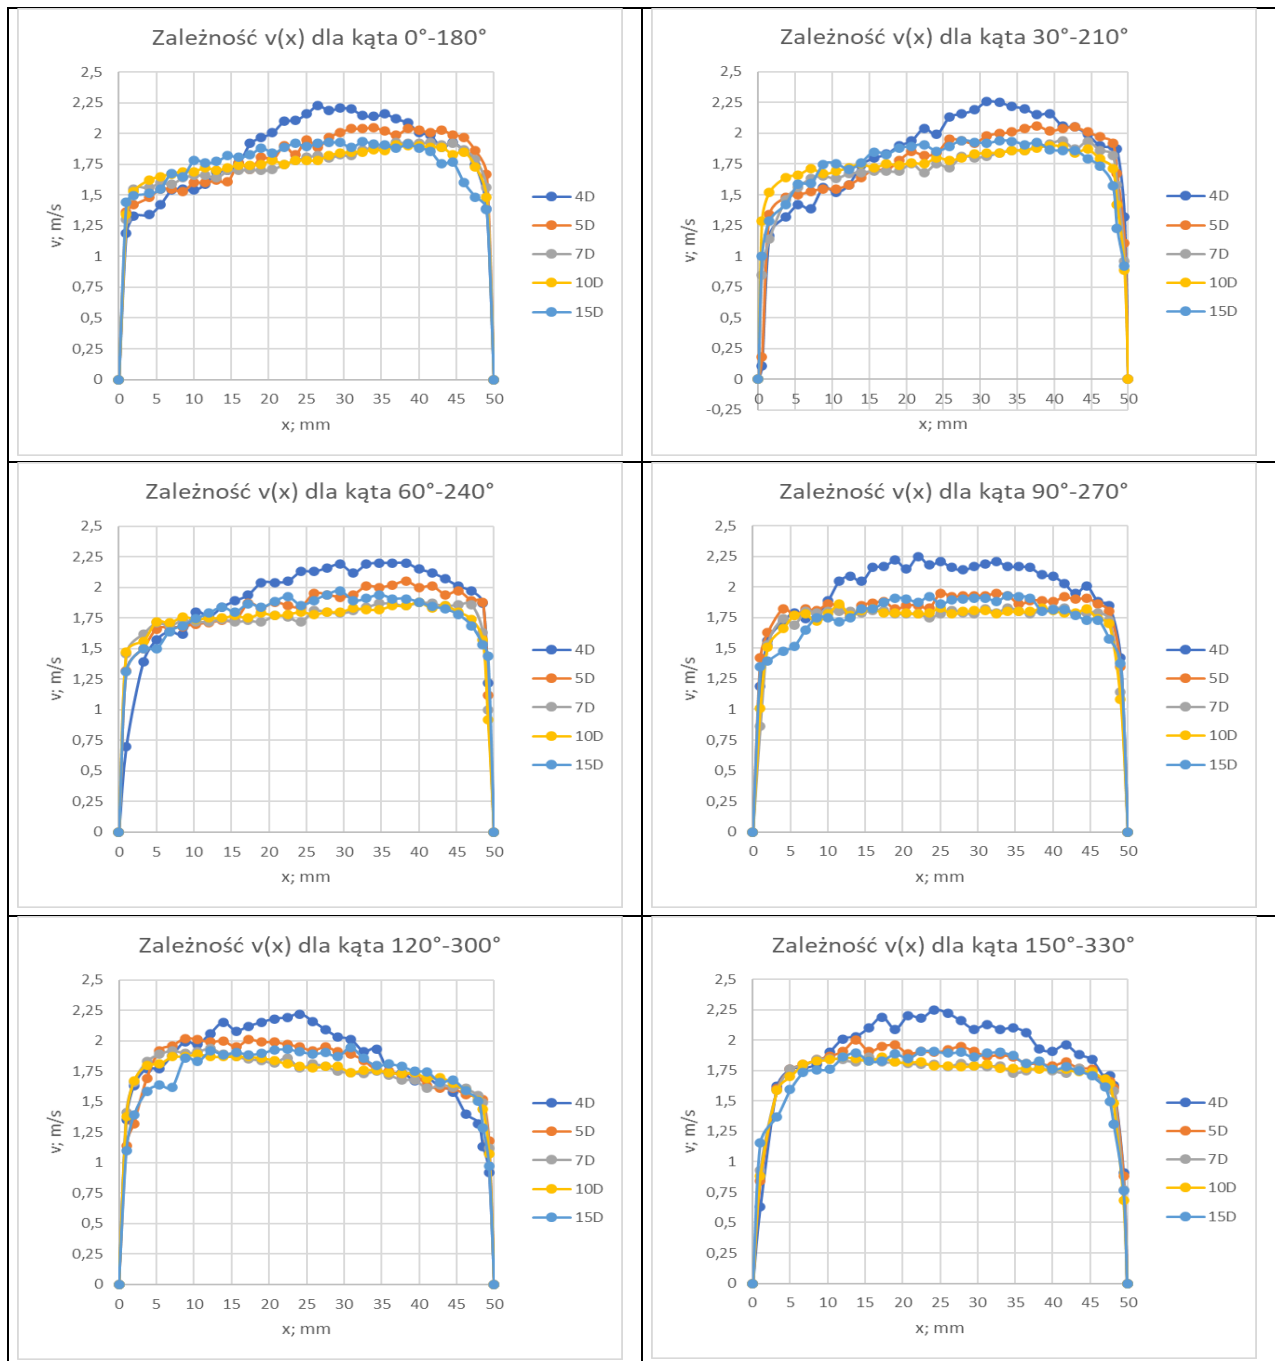 Zależność v(x) dla kąta 0°-180°
2,5
2,25
2
1,75
1,5
1,25
1
0,75
0,5
0,25
0
v; m/s
0 5 10 15 20 25 30 35 40 45 50
x; mm
4D
5D
7D
10D
15D
Zależność v(x) dla kąta 30°-210°
2,5
2,25
2
1,75
1,5
1,25
1
0,75
0,5
0,25
0
-0,25
v; m/s
0 5 10 15 20 25 30 35 40 45 50
x; mm
4D
5D
7D
10D
15D
Zależność v(x) dla kąta 60°-240°
2,5
2,25
2
1,75
1,5
1,25
1
0,75
0,5
0,25
0
v; m/s
0 5 10 15 20 25 30 35 40 45 50
x; mm
4D
5D
7D
10D
15D
Zależność v(x) dla kąta 90°-270°
2,5
2,25
2
1,75
1,5
1,25
1
0,75
0,5
0,25
0
v; m/s
0 5 10 15 20 25 30 35 40 45 50
x; mm
4D
5D
7D
10D
15D
Zależność v(x) dla kąta 120°-300°
2,5
2,25
2
1,75
1,5
1,25
1
0,75
0,5
0,25
0
v; m/s
0 5 10 15 20 25 30 35 40 45 50
x; mm
4D
5D
7D
10D
15D
Zależność v(x) dla kąta 150°-330°
2,5
2,25
2
1,75
1,5
1,25
1
0,75
0,5
0,25
0
v; m/s
0 5 10 15 20 25 30 35 40 45 50
x; mm
4D
5D
7D
10D
15D